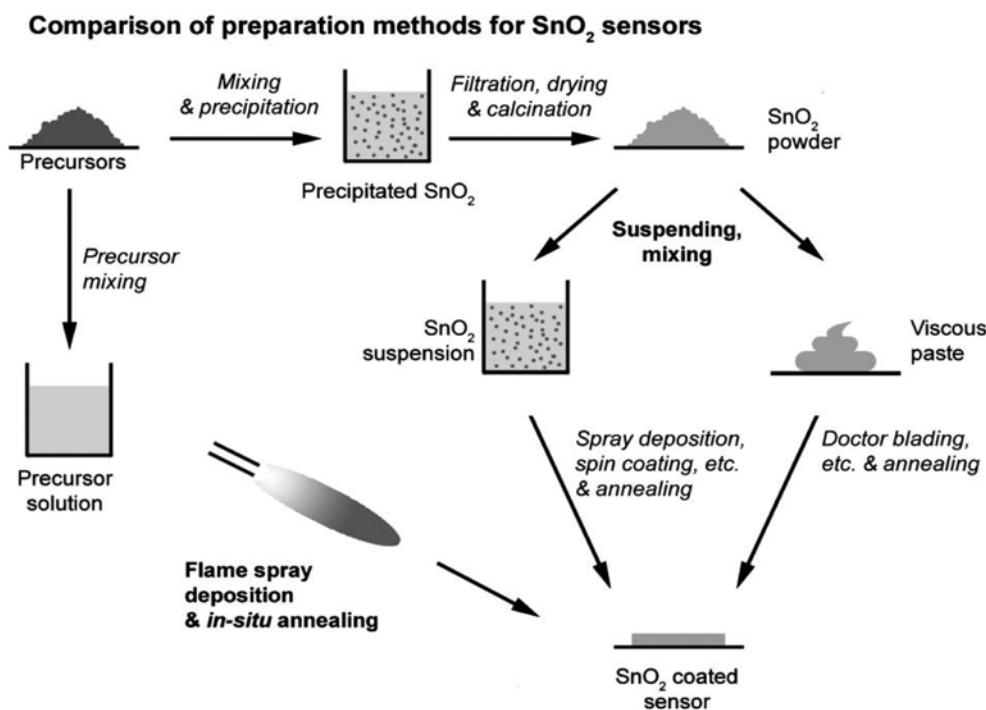 Comparison of preparation methods for SnO₂ sensors
Mixing
& precipitation
Filtration, drying
& calcination
Precursors
Precipitated SnO₂
SnO₂
powder
Precursor
mixing
Suspending,
mixing
SnO₂
suspension
Viscous
paste
Precursor
solution
Spray deposition,
spin coating, etc.
& annealing
Doctor blading,
etc. & annealing
Flame spray
deposition
& in-situ annealing
SnO₂ coated
sensor